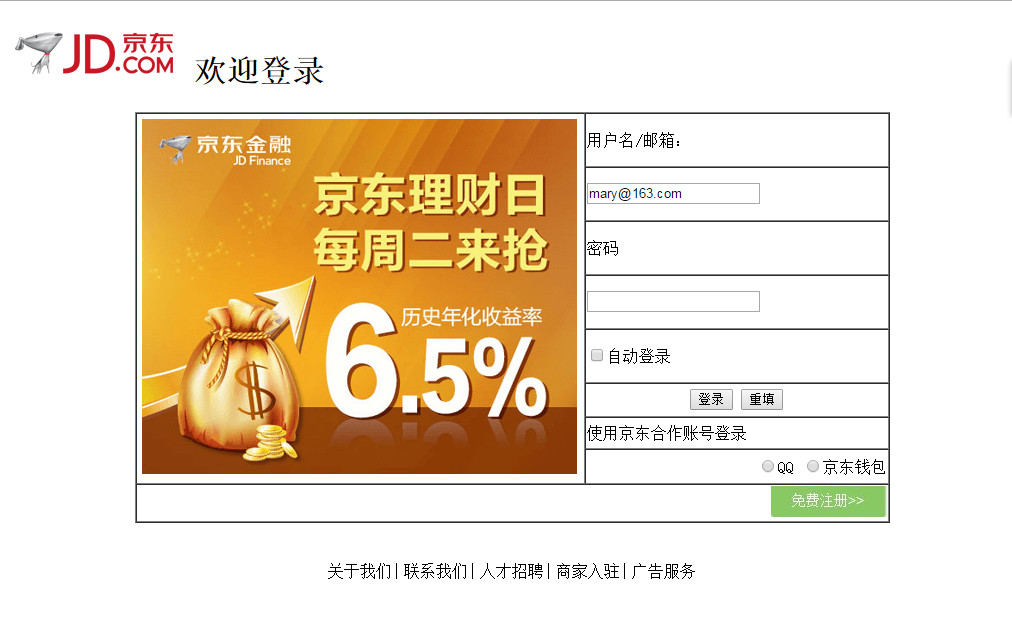 JD.COM 京东
欢迎登录
京东金融
JD Finance
京东理财日
每周二来抢
历史年化收益率
6.5%
$
用户名/邮箱：
mary@163.com
密码
自动登录
登录 重填
使用京东合作账号登录
QQ 京东钱包
免费注册>>
关于我们| 联系我们| 人才招聘| 商家入驻| 广告服务